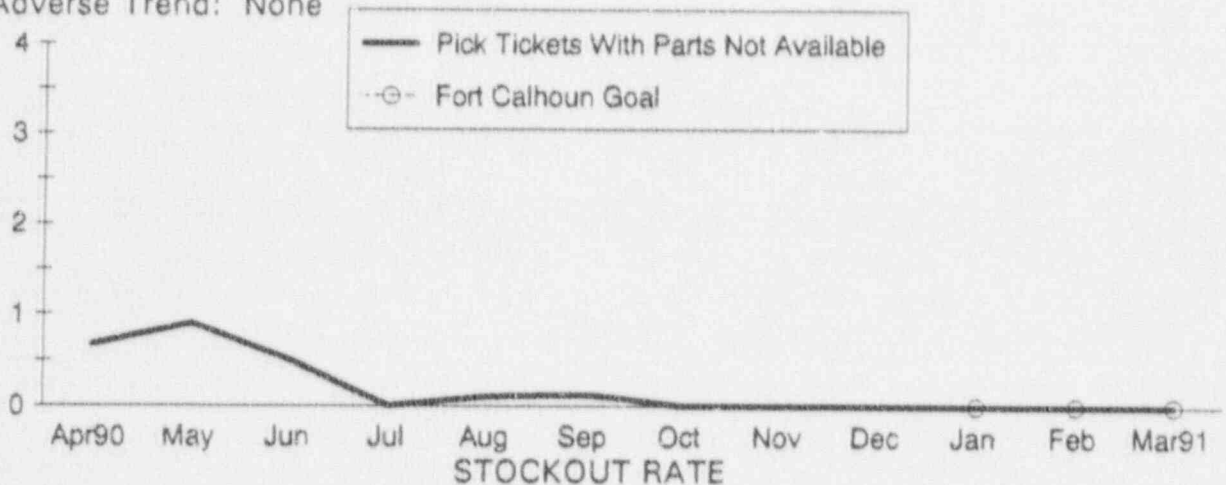 Adverse Trend: None
Pick Tickets With Parts Not Available
Fort Calhoun Goal
4
3
2
1
0
Apr90 May Jun Jul Aug Sep Oct Nov Dec Jan Feb Mar91
STOCKOUT RATE